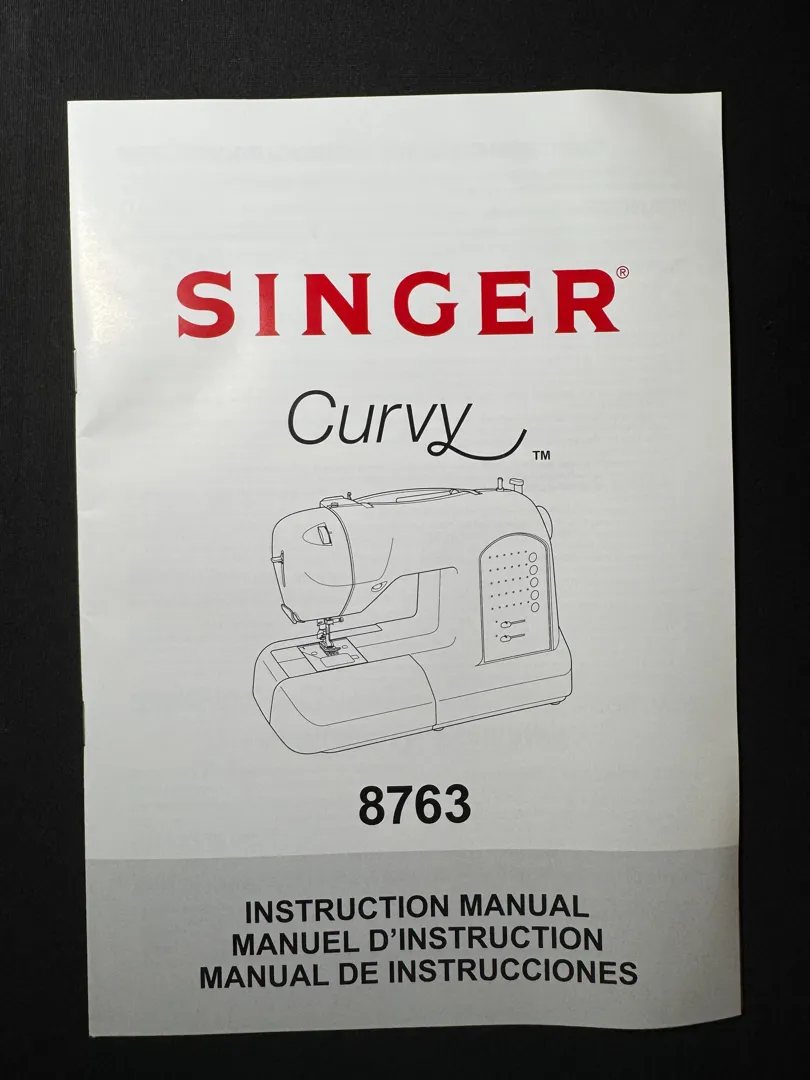 SINGER®
Curvy™
8763
INSTRUCTION MANUAL
MANUEL D’INSTRUCTION
MANUAL DE INSTRUCCIONES